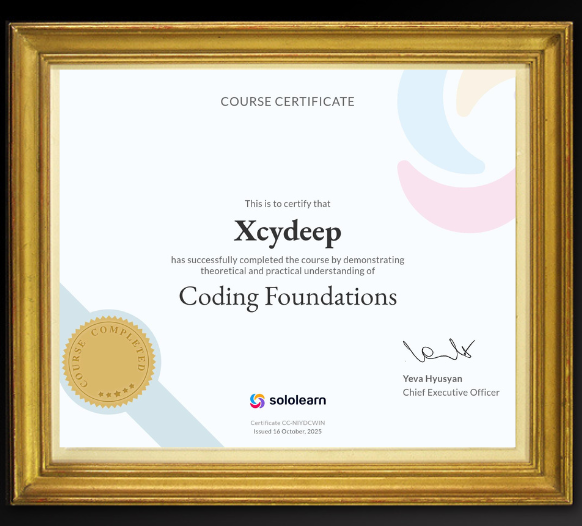 COURSE CERTIFICATE
This is to certify that
Xcydeep
has successfully completed the course by demonstrating
theoretical and practical understanding of
Coding Foundations
COURSE COMPLETED
Yeva Hyusyan
Chief Executive Officer
sololearn
Certificate CC-NIYDCWIN
Issued 16 October, 2025